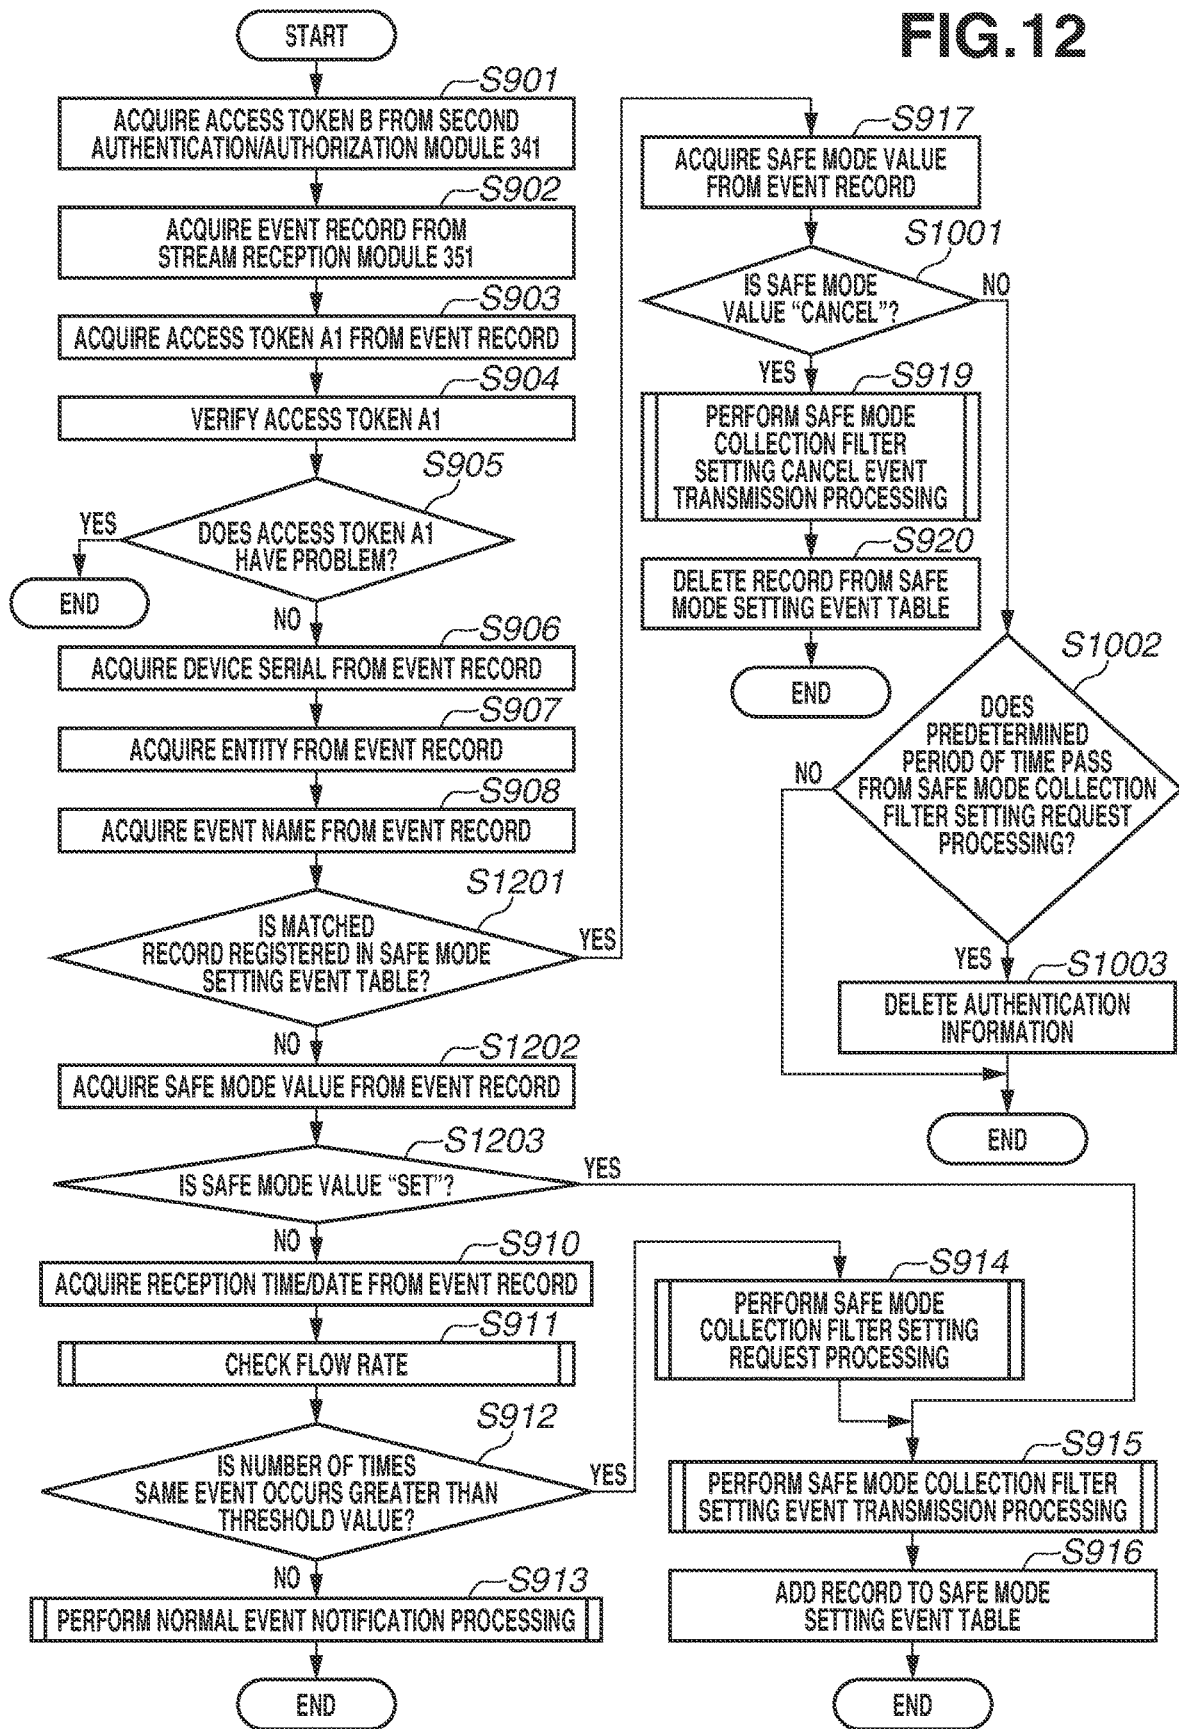 FIG.12
START
S901
ACQUIRE ACCESS TOKEN B FROM SECOND
AUTHENTICATION/AUTHORIZATION MODULE 341
S902
ACQUIRE EVENT RECORD FROM
STREAM RECEPTION MODULE 351
S903
ACQUIRE ACCESS TOKEN A1 FROM EVENT RECORD
S904
VERIFY ACCESS TOKEN A1
S905
DOES ACCESS TOKEN A1
HAVE PROBLEM?
YES
END
NO
S906
ACQUIRE DEVICE SERIAL FROM EVENT RECORD
S907
ACQUIRE ENTITY FROM EVENT RECORD
S908
ACQUIRE EVENT NAME FROM EVENT RECORD
S1201
IS MATCHED
RECORD REGISTERED IN SAFE MODE
SETTING EVENT TABLE?
YES
NO
S1202
ACQUIRE SAFE MODE VALUE FROM EVENT RECORD
S1203
IS SAFE MODE VALUE "SET"?
YES
NO
S910
ACQUIRE RECEPTION TIME/DATE FROM EVENT RECORD
S911
CHECK FLOW RATE
S912
IS NUMBER OF TIMES
SAME EVENT OCCURS GREATER THAN
THRESHOLD VALUE?
YES
NO
S913
PERFORM NORMAL EVENT NOTIFICATION PROCESSING
END
S917
ACQUIRE SAFE MODE VALUE
FROM EVENT RECORD
S1001
IS SAFE MODE
VALUE "CANCEL"?
NO
YES
S919
PERFORM SAFE MODE
COLLECTION FILTER
SETTING CANCEL EVENT
TRANSMISSION PROCESSING
S920
DELETE RECORD FROM SAFE
MODE SETTING EVENT TABLE
END
S1002
DOES
PREDETERMINED
PERIOD OF TIME PASS
FROM SAFE MODE COLLECTION
FILTER SETTING REQUEST
PROCESSING?
NO
YES
S1003
DELETE AUTHENTICATION
INFORMATION
END
S914
PERFORM SAFE MODE
COLLECTION FILTER SETTING
REQUEST PROCESSING
S915
PERFORM SAFE MODE COLLECTION FILTER
SETTING EVENT TRANSMISSION PROCESSING
S916
ADD RECORD TO SAFE MODE
SETTING EVENT TABLE
END